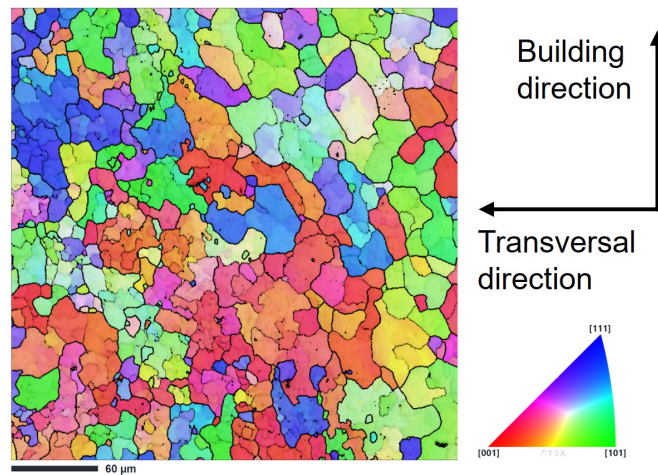 Building
direction
Transversal
direction
[111]
[001]
[101]
60 µm